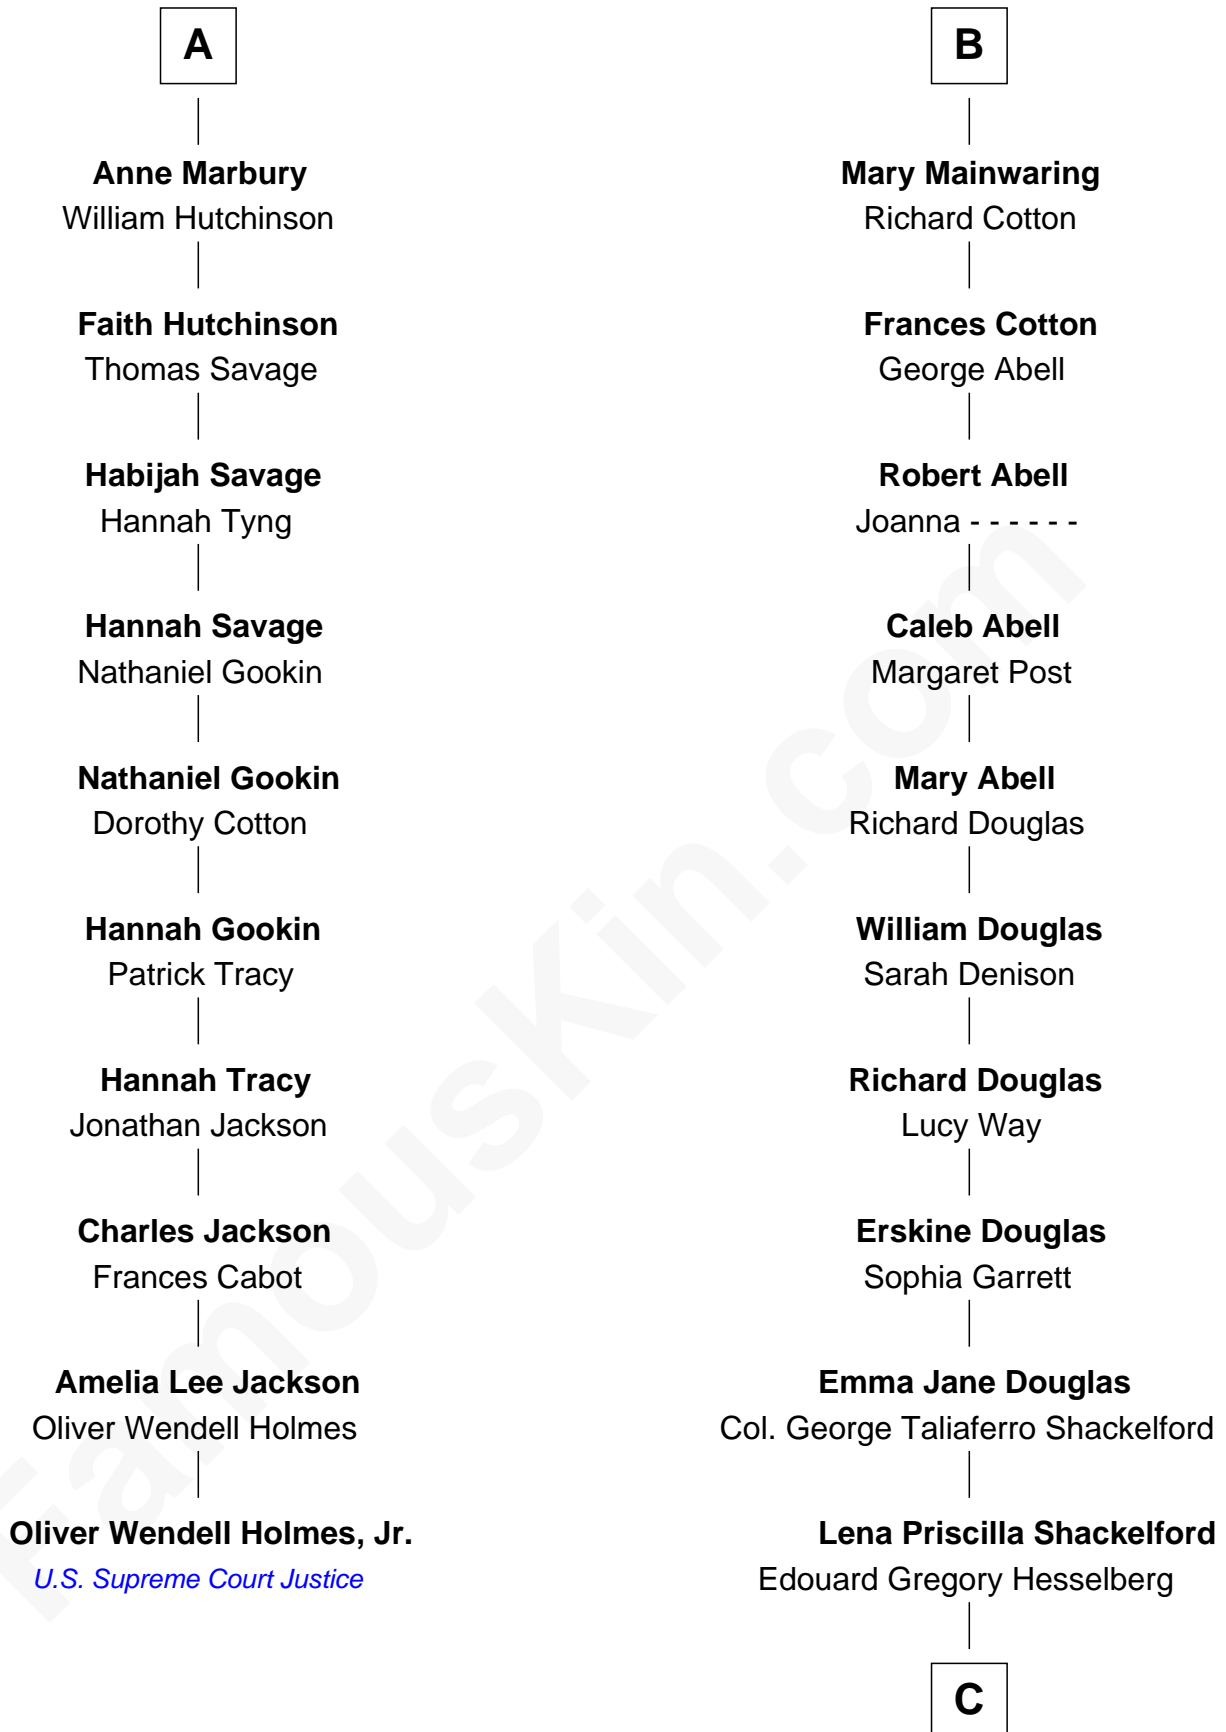 A
Anne Marbury
William Hutchinson
Faith Hutchinson
Thomas Savage
Habijah Savage
Hannah Tyng
Hannah Savage
Nathaniel Gookin
Nathaniel Gookin
Dorothy Cotton
Hannah Gookin
Patrick Tracy
Hannah Tracy
Jonathan Jackson
Charles Jackson
Frances Cabot
Amelia Lee Jackson
Oliver Wendell Holmes
Oliver Wendell Holmes, Jr.
U.S. Supreme Court Justice
B
Mary Mainwaring
Richard Cotton
Frances Cotton
George Abell
Robert Abell
Joanna - - - - - -
Caleb Abell
Margaret Post
Mary Abell
Richard Douglas
William Douglas
Sarah Denison
Richard Douglas
Lucy Way
Erskine Douglas
Sophia Garrett
Emma Jane Douglas
Col. George Taliaferro Shackelford
Lena Priscilla Shackelford
Edouard Gregory Hesselberg
C
FamousKin.com